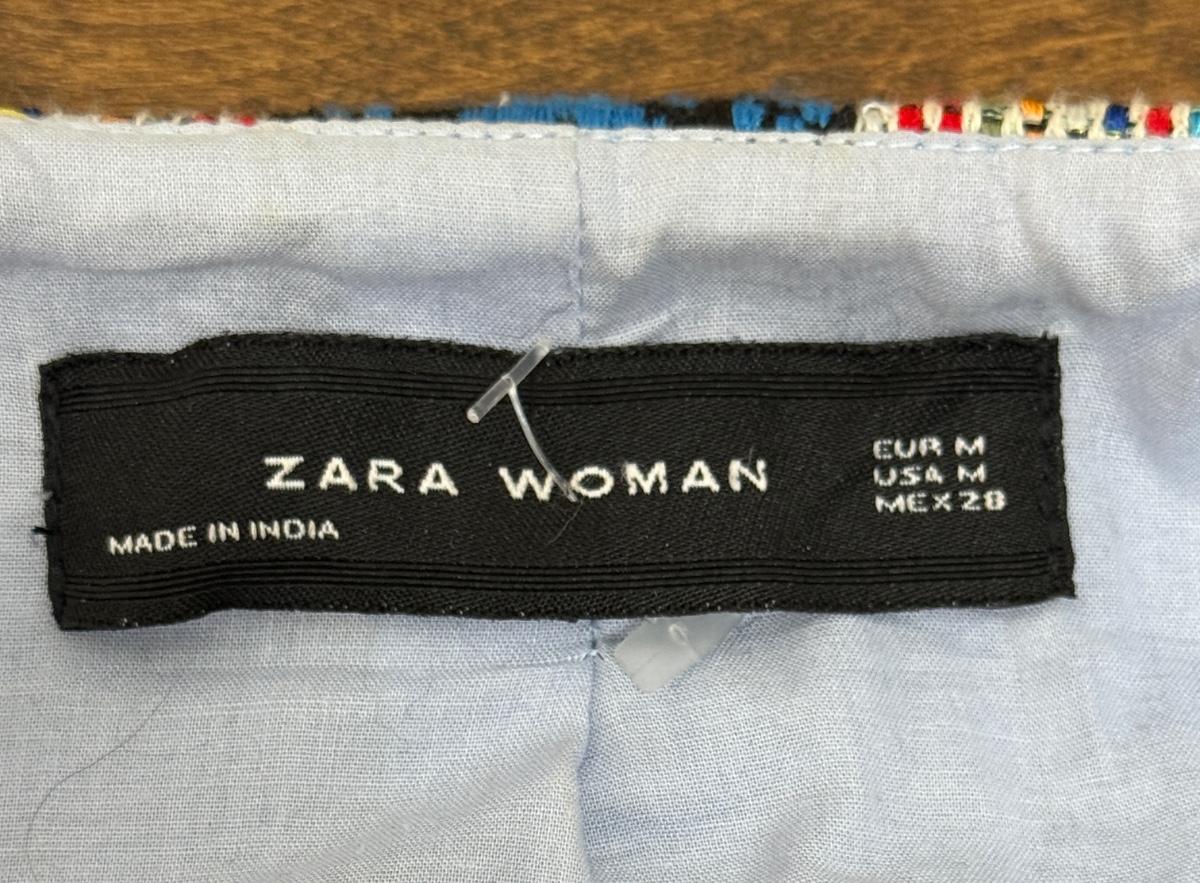 ZARA WOMAN
MADE IN INDIA
EUR M
USA M
MEX 28